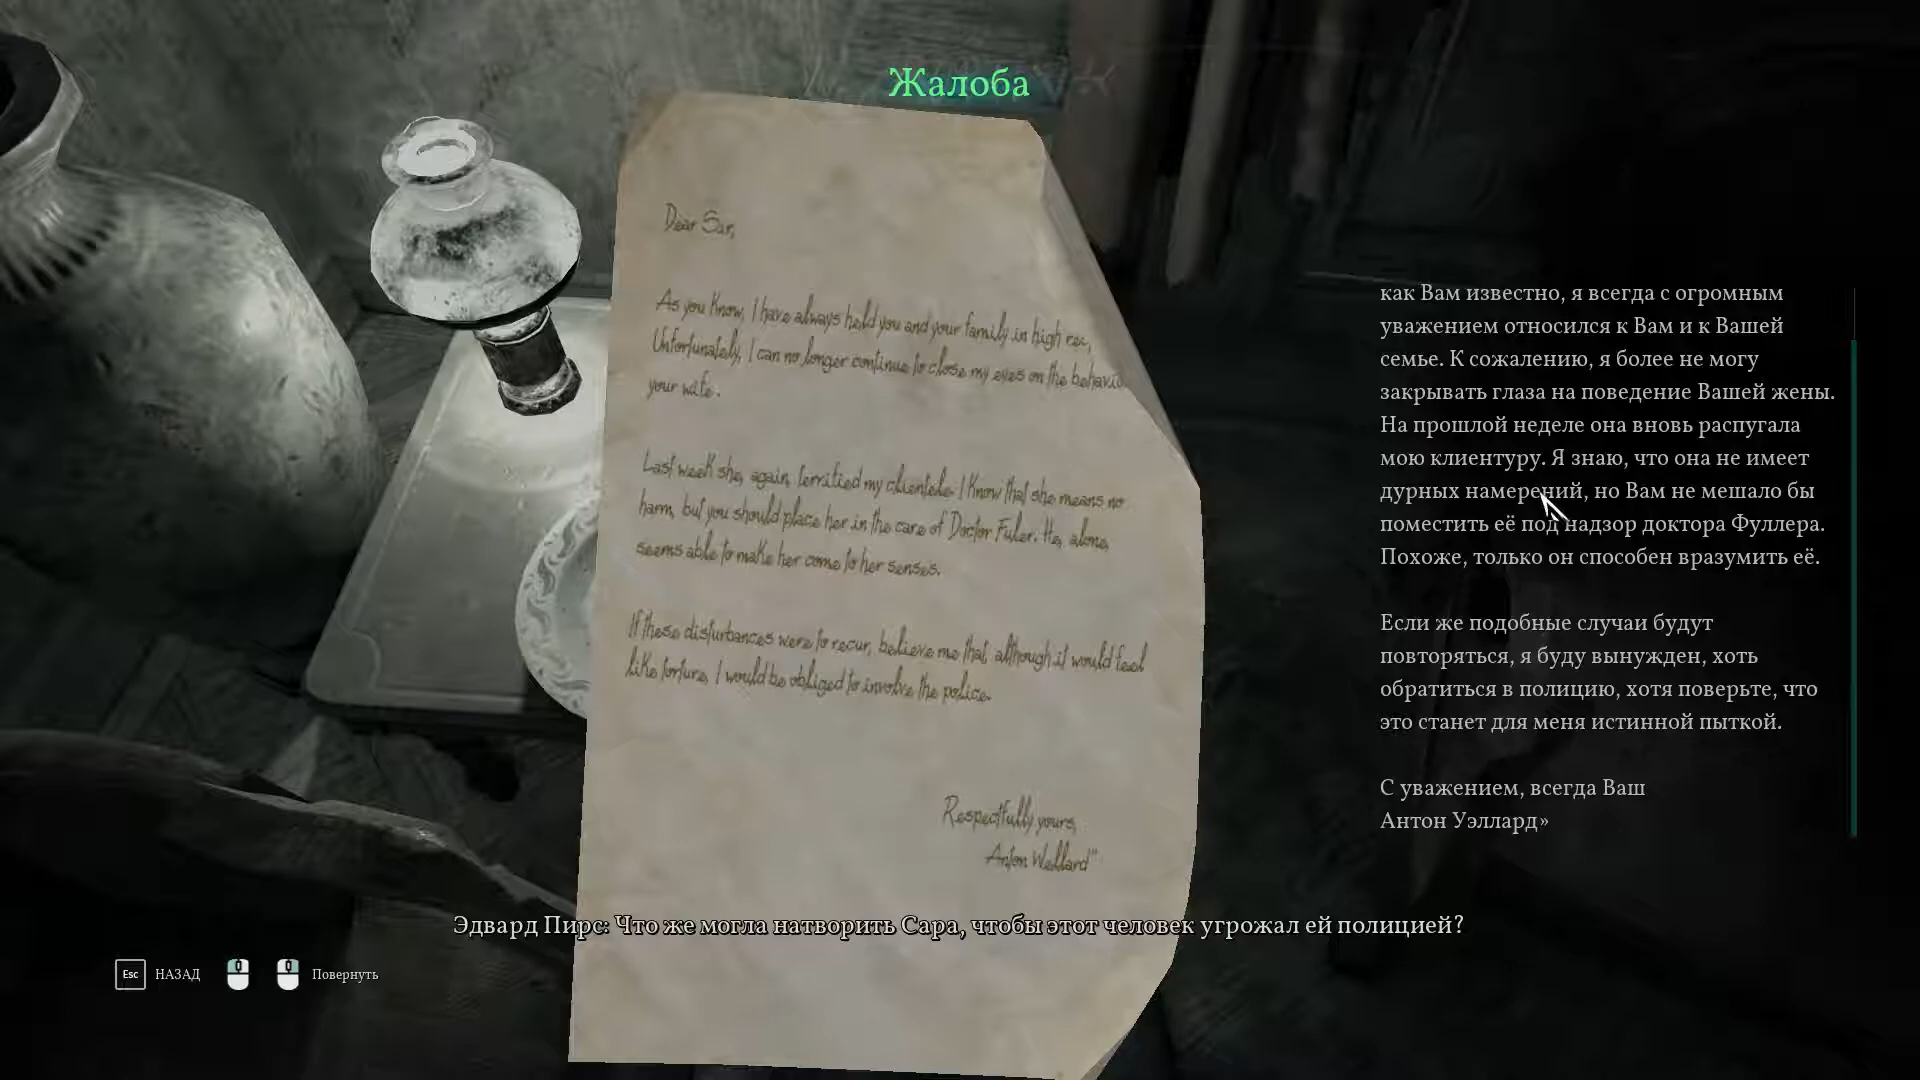 Жалоба
Dear Sir,
As you know, I have always held you and your family in high
Unfortunately, I can no longer continue to close my eyes on the
your wife.
Last week she, again, terrified my clientele. I know that she means no
harm, but you should place her in the care of Doctor Fuller. He, alone,
seems able to make her come to her senses.
If these disturbances were to recur, believe me that, although it would feel
like torture, I would be obliged to involve the police.
Respectfully yours,
Anton Wellard"
как Вам известно, я всегда с огромным
уважением относился к Вам и к Вашей
семье. К сожалению, я более не могу
закрывать глаза на поведение Вашей жены.
На прошлой неделе она вновь распугала
мою клиентуру. Я знаю, что она не имеет
дурных намерений, но Вам не мешало бы
поместить её под надзор доктора Фуллера.
Похоже, только он способен вразумить её.
Если же подобные случаи будут
повторяться, я буду вынужден, хоть
обратиться в полицию, хотя поверьте, что
это станет для меня истинной пыткой.
С уважением, всегда Ваш
Антон Уэллард»
Эдвард Пирс: Что же могла натворить Сара, чтобы этот человек угрожал ей полицией?
Esc НАЗАД Повернуть